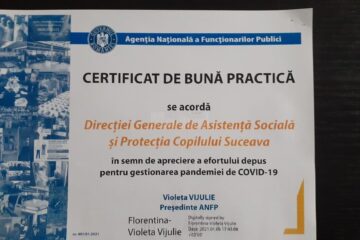 Agenția Națională a Funcționarilor Publici
CERTIFICAT DE BUNĂ PRACTICĂ
se acordă
Direcției Generale de Asistență Socială
și Protecția Copilului Suceava
în semn de apreciere a efortului depus
pentru gestionarea pandemiei de COVID-19
Violeta VIJULIE
Președinte ANFP
Florentina-
Violeta Vijulie
Digitally signed by
Florentina-Violeta Vijulie